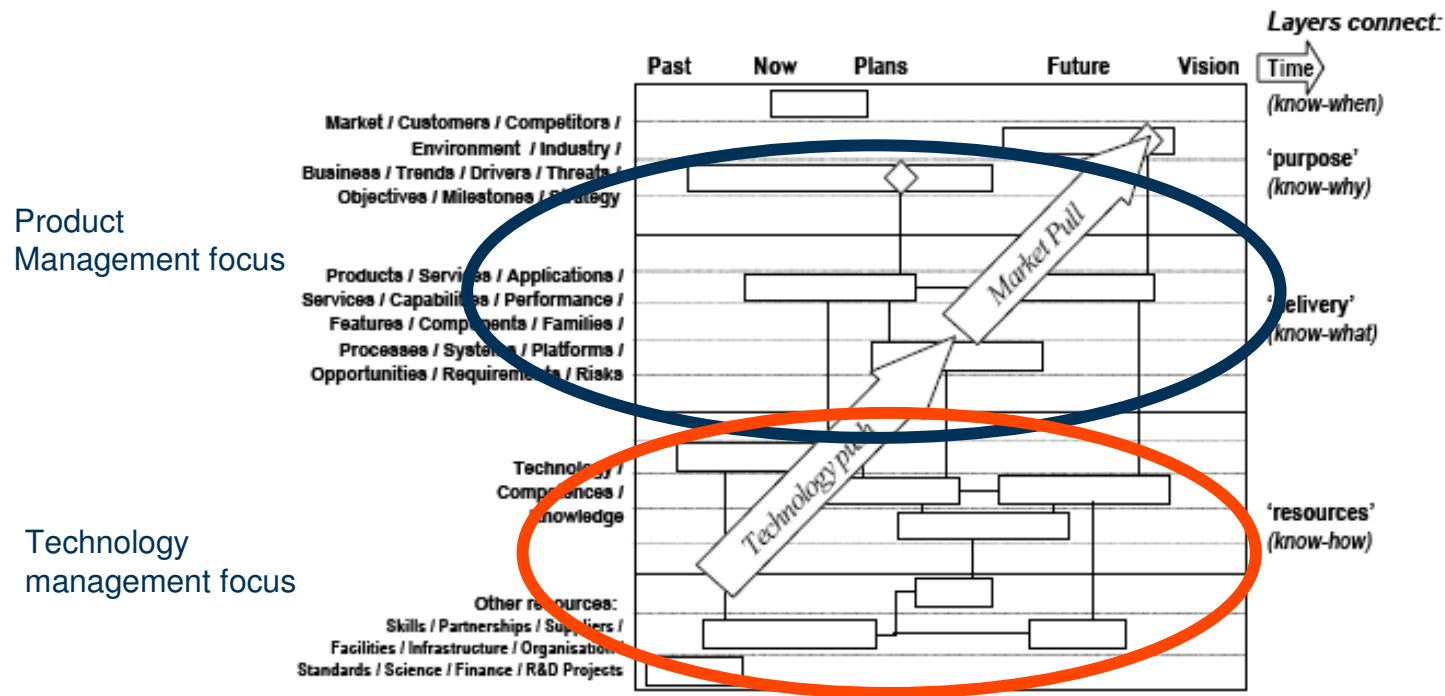 Layers connect:
Past Now Plans Future Vision Time
(know-when)
Market / Customers / Competitors /
Environment / Industry /
Business / Trends / Drivers / Threats /
Objectives / Milestones / Strategy
'purpose'
(know-why)
Product
Management focus
Products / Services / Applications /
Services / Capabilities / Performance /
Features / Components / Families /
Processes / Systems / Platforms /
Opportunities / Requirements / Risks
Market Pull
'delivery'
(know-what)
Technology push
Technology /
Competences /
Knowledge
'resources'
(know-how)
Technology
management focus
Other resources:
Skills / Partnerships / Suppliers /
Facilities / Infrastructure / Organisation /
Standards / Science / Finance / R&D Projects